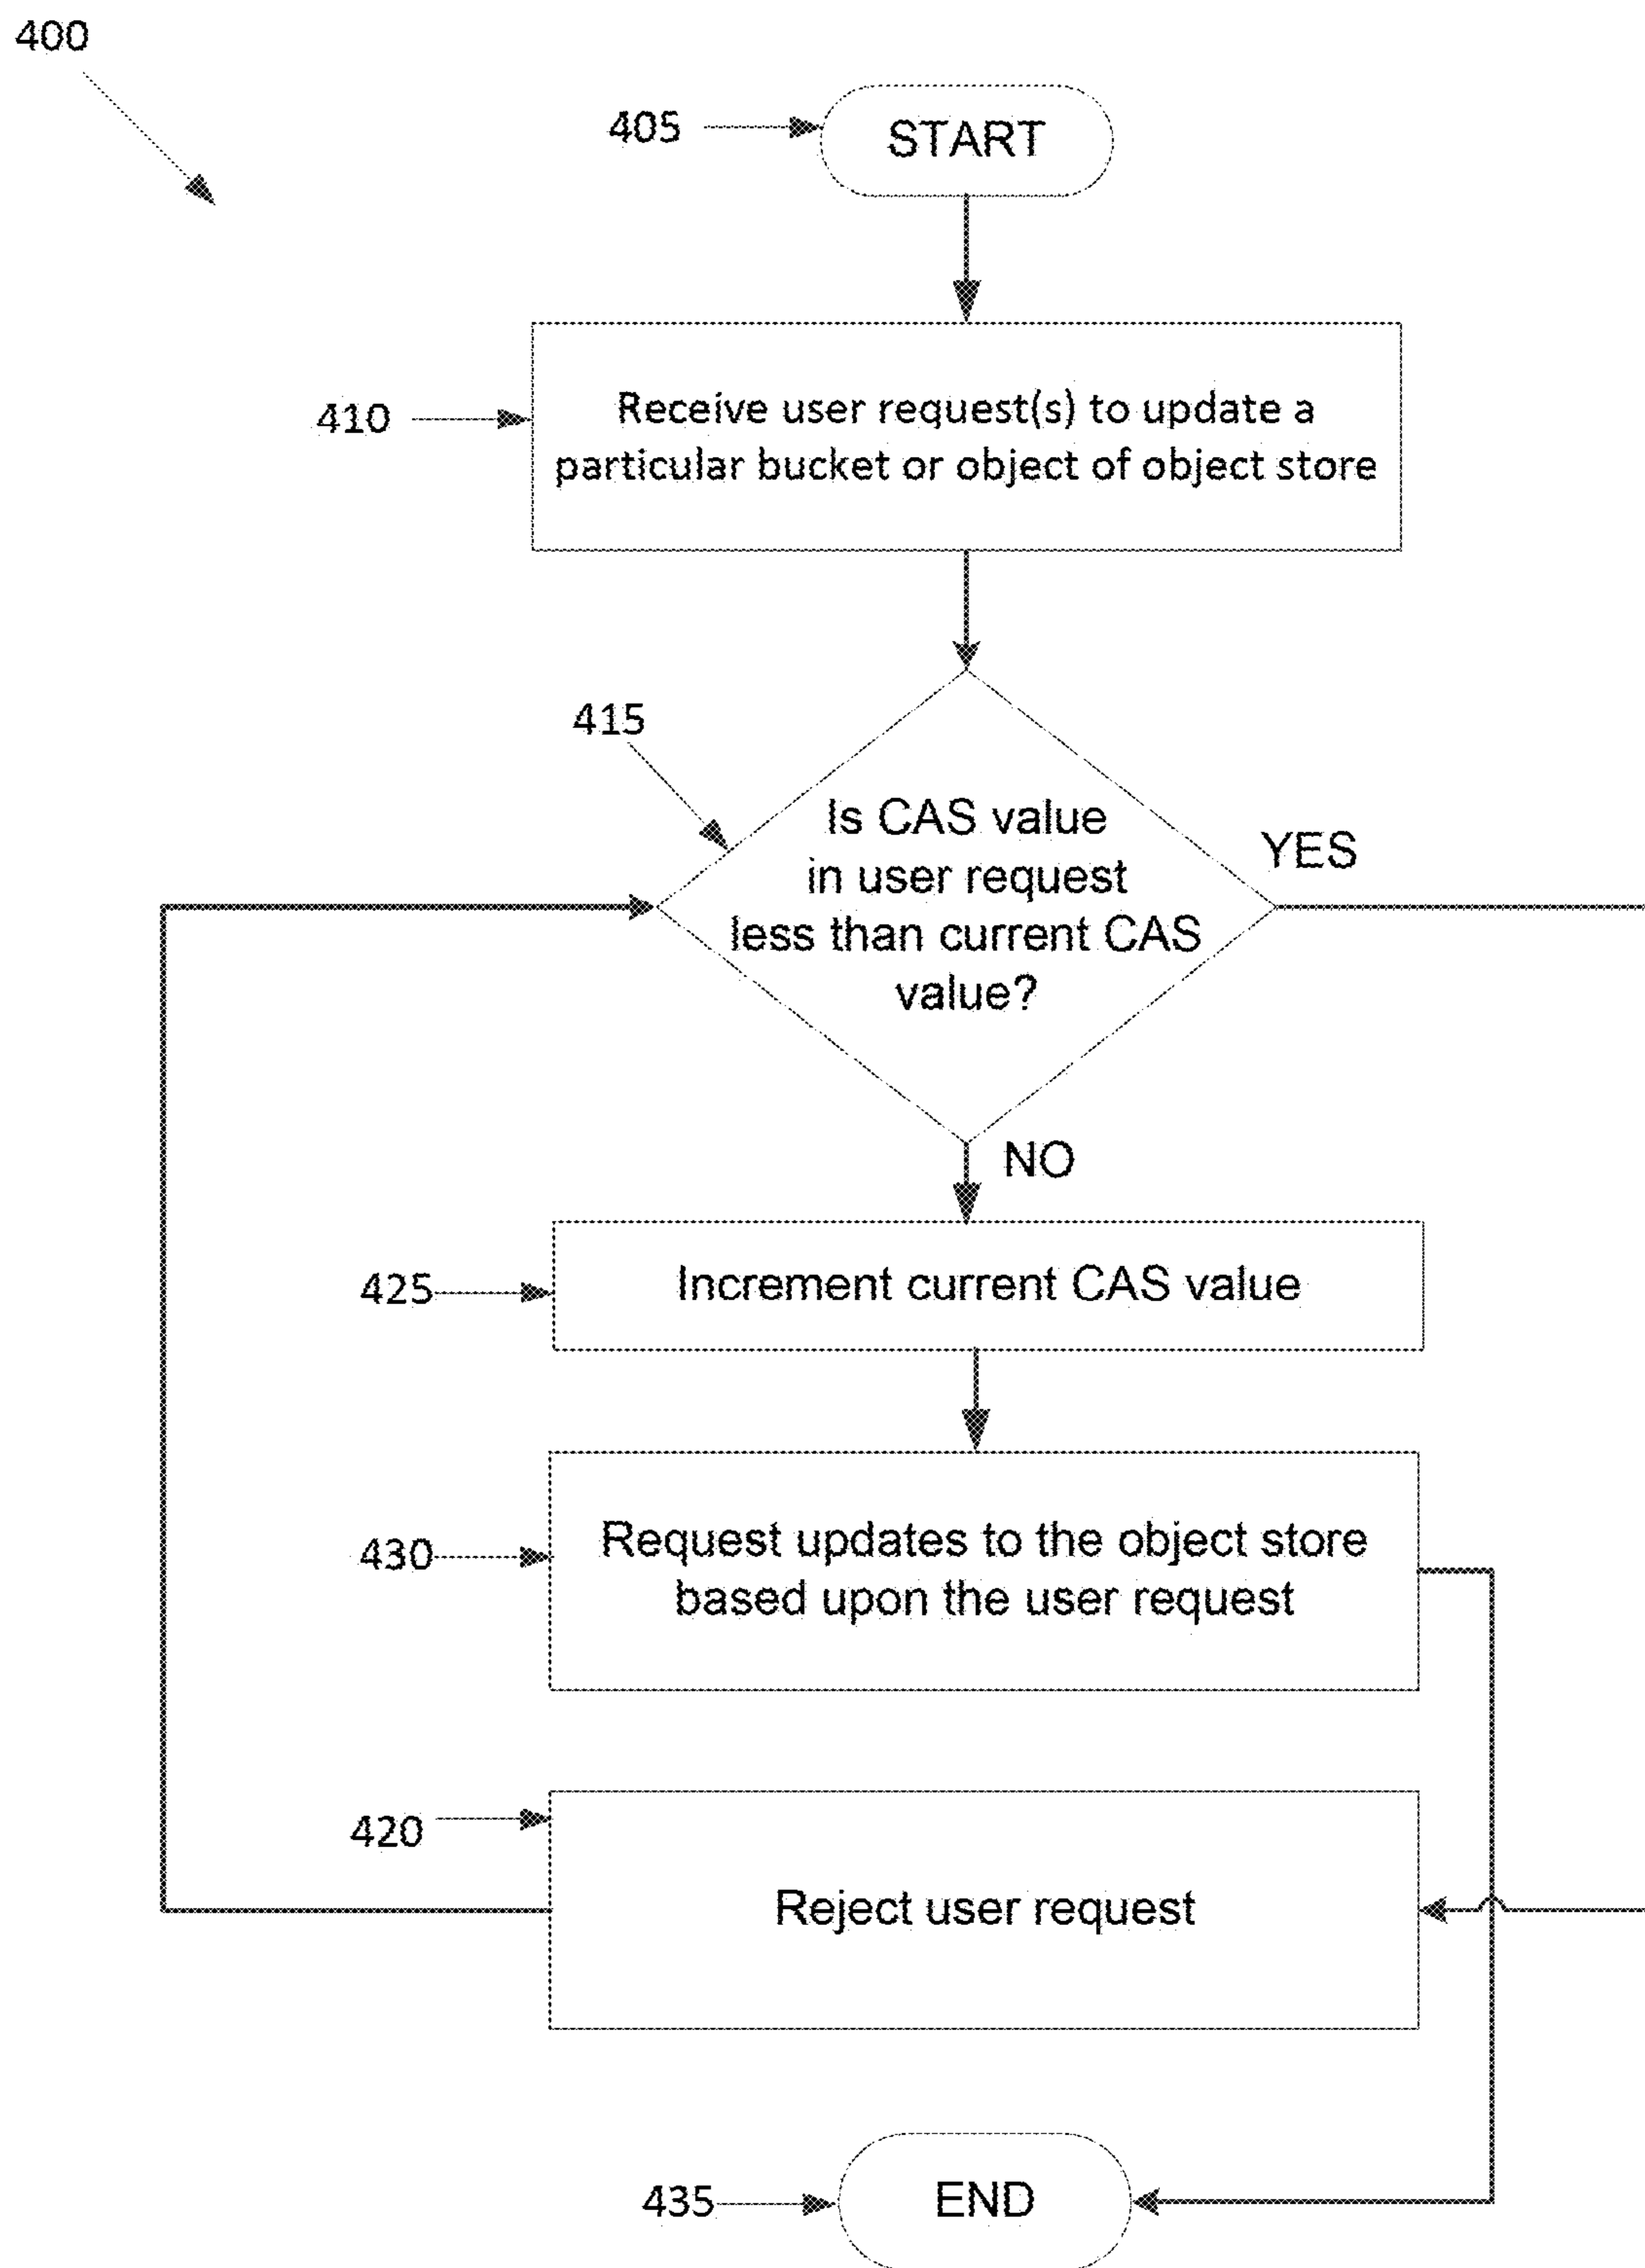 400
405
START
410
Receive user request(s) to update a
particular bucket or object of object store
415
Is CAS value
in user request
less than current CAS
value?
YES
NO
425
Increment current CAS value
430
Request updates to the object store
based upon the user request
420
Reject user request
435
END